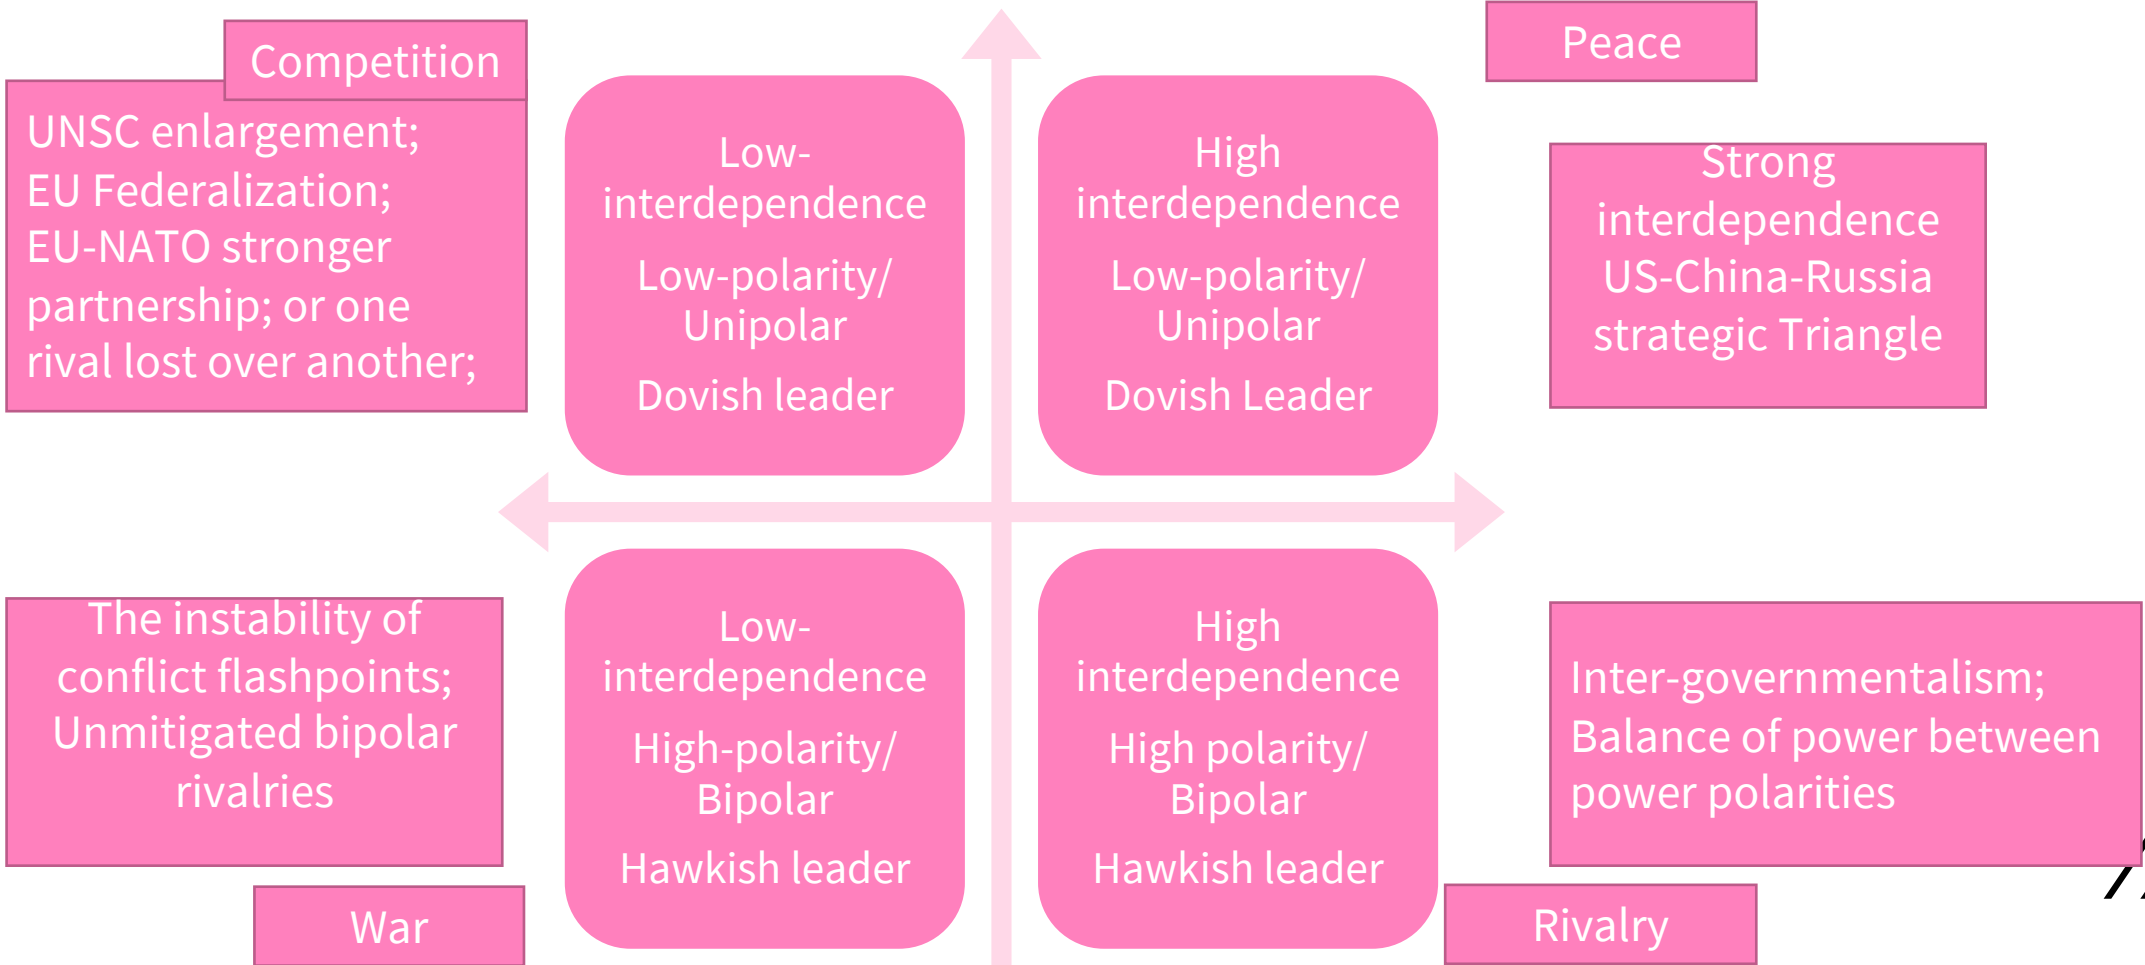 Competition
UNSC enlargement;
EU Federalization;
EU-NATO stronger
partnership; or one
rival lost over another;
Low-
interdependence
Low-polarity/
Unipolar
Dovish leader
High
interdependence
Low-polarity/
Unipolar
Dovish Leader
Peace
Strong
interdependence
US-China-Russia
strategic Triangle
The instability of
conflict flashpoints;
Unmitigated bipolar
rivalries
War
Low-
interdependence
High-polarity/
Bipolar
Hawkish leader
High
interdependence
High polarity/
Bipolar
Hawkish leader
Inter-governmentalism;
Balance of power between
power polarities
Rivalry